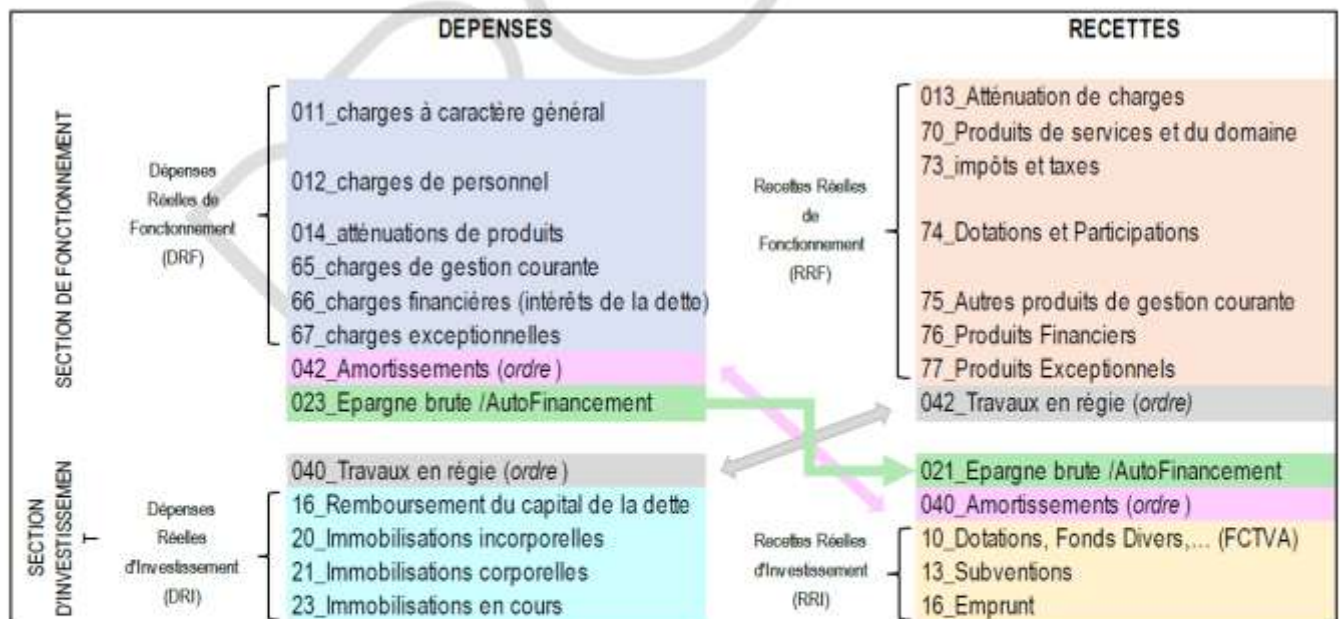 DEPENSES
RECETTES
SECTION DE FONCTIONNEMENT
Dépenses
Réelles de
Fonctionnement
(DRF)
011_charges à caractère général
012_charges de personnel
014_atténuations de produits
65_charges de gestion courante
66_charges financières (intérêts de la dette)
67_charges exceptionnelles
042_Amortissements (ordre )
023_Epargne brute /AutoFinancement
Recettes Réelles
de
Fonctionnement
(RRF)
013_Atténuation de charges
70_Produits de services et du domaine
73_impôts et taxes
74_Dotations et Participations
75_Autres produits de gestion courante
76_Produits Financiers
77_Produits Exceptionnels
042_Travaux en régie (ordre)
SECTION
D'INVESTISSEMEN
T
Dépenses
Réelles
d'Investissement
(DRI)
040_Travaux en régie (ordre )
16_Remboursement du capital de la dette
20_Immobilisations incorporelles
21_Immobilisations corporelles
23_Immobilisations en cours
Recettes Réelles
d'Investissement
(RRI)
021_Epargne brute /AutoFinancement
040_Amortissements (ordre )
10_Dotations, Fonds Divers,... (FCTVA)
13_Subventions
16_Emprunt